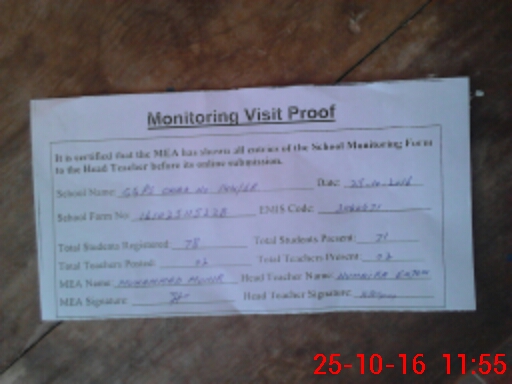 Monitoring Visit Proof
It is certified that the MEA has shown all entries of the School Monitoring Form
to the Head Teacher before its online submission.
School Name: Date: 25-10-2016
School Form No: EMIS Code:
Total Students Registered: 78 Total Students Present: 71
Total Teachers Posted: 02 Total Teachers Present: 02
MEA Name: MUHAMMAD MUNIR Head Teacher Name:
MEA Signature: Head Teacher Signature:
25-10-16 11:55